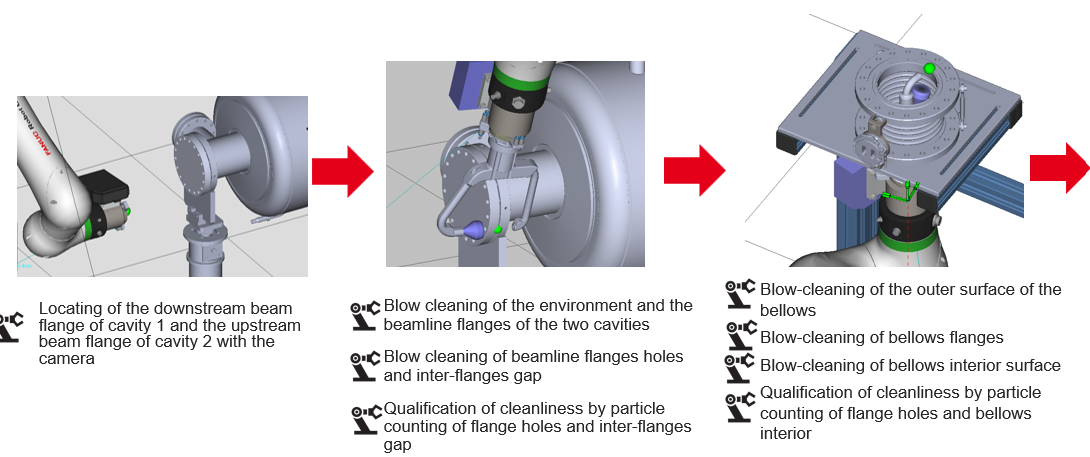 FANUC Robot
Locating of the downstream beam
flange of cavity 1 and the upstream
beam flange of cavity 2 with the
camera
Blow cleaning of the environment and the
beamline flanges of the two cavities
Blow cleaning of beamline flanges holes
and inter-flanges gap
Qualification of cleanliness by particle
counting of flange holes and inter-flanges
gap
Blow-cleaning of the outer surface of the
bellows
Blow-cleaning of bellows flanges
Blow-cleaning of bellows interior surface
Qualification of cleanliness by particle
counting of flange holes and bellows
interior